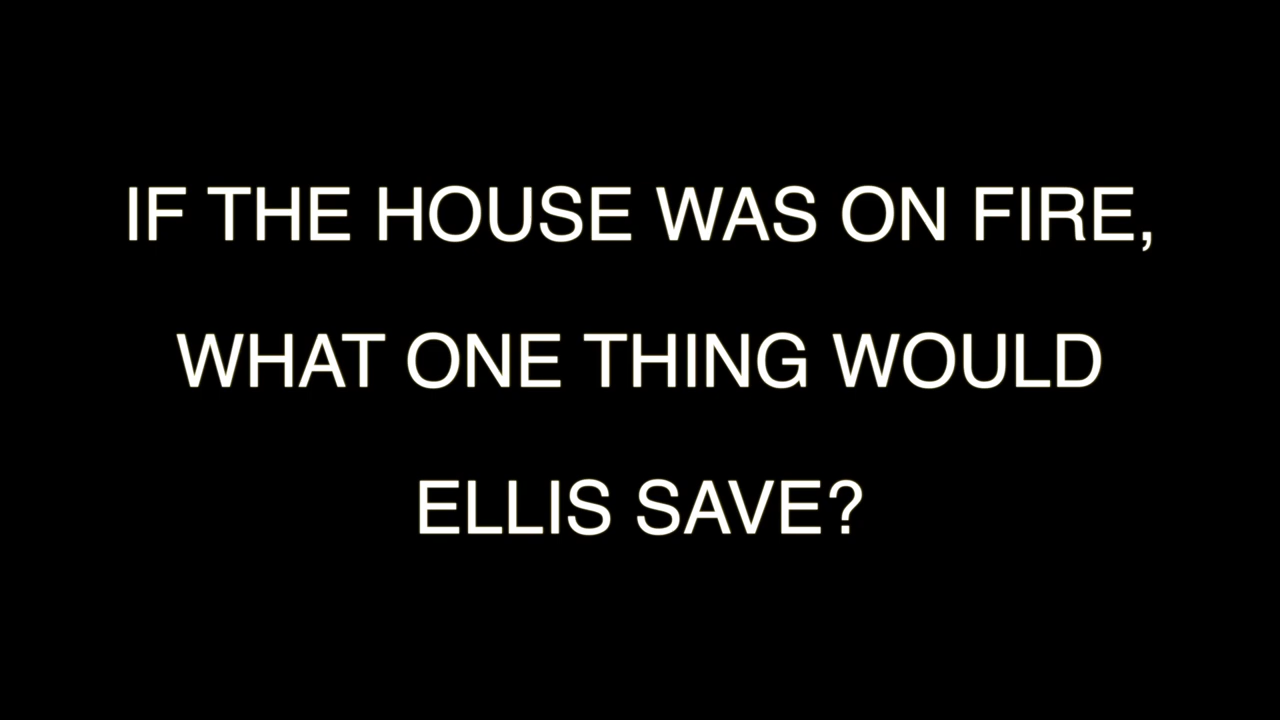 IF THE HOUSE WAS ON FIRE,
WHAT ONE THING WOULD
ELLIS SAVE?